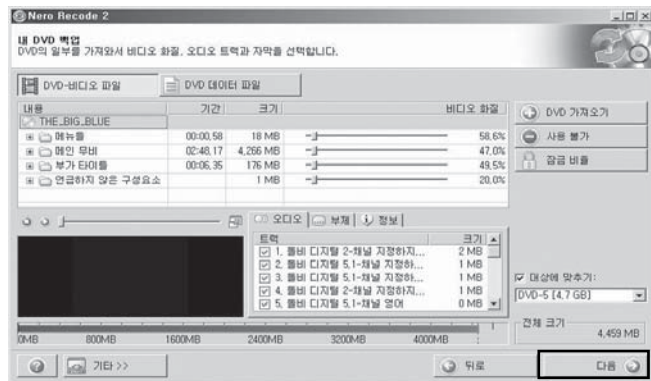 Nero Recode 2
내 DVD 백업
DVD의 일부를 가져와서 비디오 화질, 오디오 트랙과 자막을 선택합니다.
DVD-비디오 파일
DVD 데이터 파일
내용 기간 크기 비디오 화질
THE_BIG_BLUE
메뉴들 00:00,58 18 MB 58,6%
메인 무비 02:48,17 4,266 MB 47,0%
부가 타이틀 00:06,35 176 MB 49,5%
언급하지 않은 구성요소 1 MB 20,0%
DVD 가져오기
사용 불가
잠금 비율
오디오 부제 정보
트럭 크기
1. 돌비 디지털 2-채널 지정하지... 2 MB
2. 돌비 디지털 5.1-채널 지정하... 1 MB
3. 돌비 디지털 5.1-채널 지정하... 1 MB
4. 돌비 디지털 2-채널 지정하지... 1 MB
5. 돌비 디지털 5.1-채널 영어 0 MB
대상에 맞추기:
DVD-5 [4,7 GB]
전체 크기
4,459 MB
0MB 800MB 1600MB 2400MB 3200MB 4000MB
기타 >>
뒤로
다음